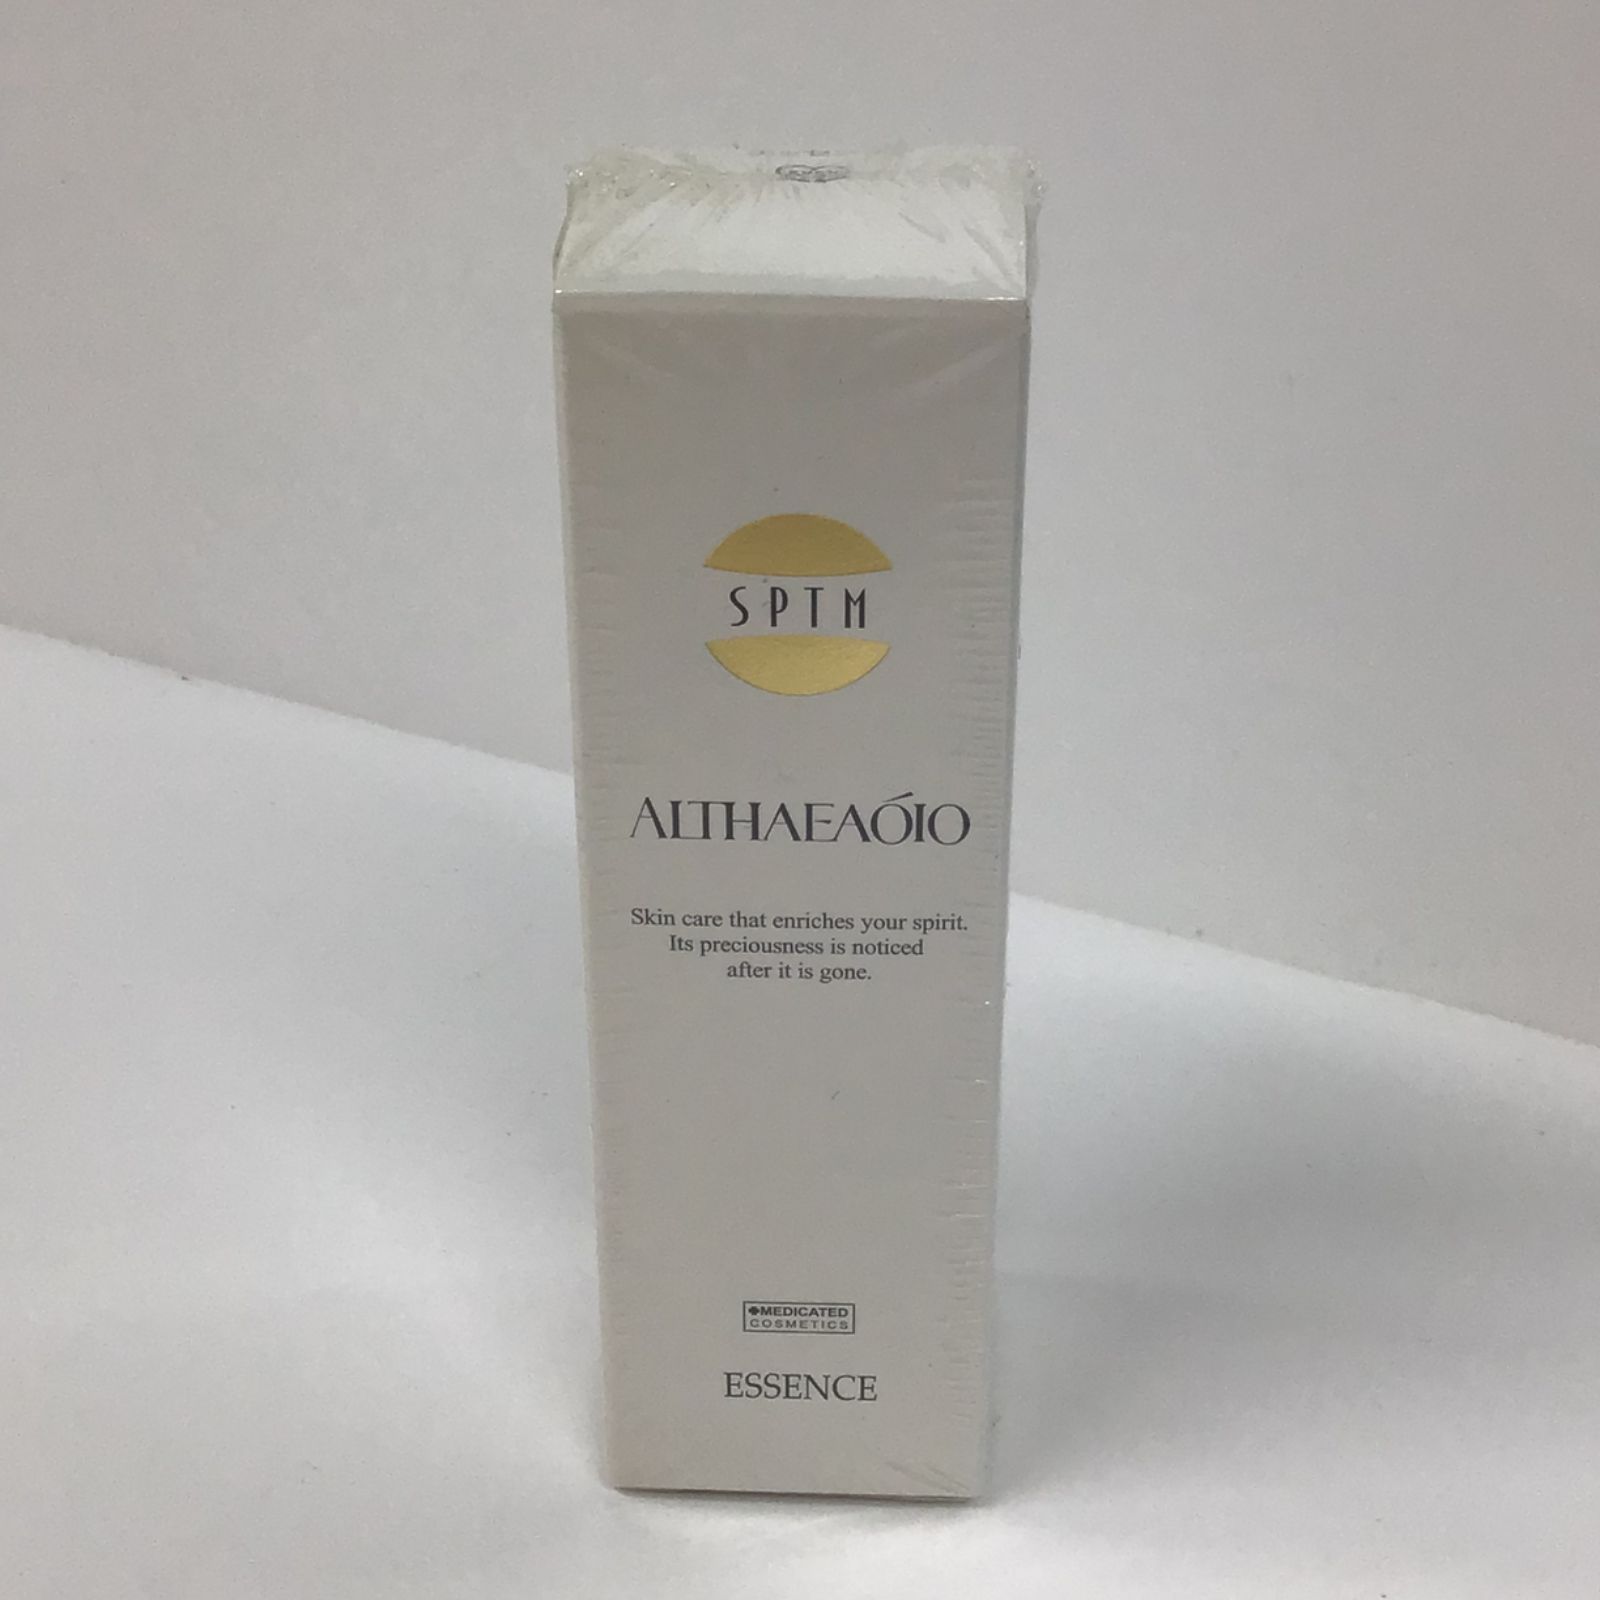 SPTM
ALTHAEAÓIO
Skin care that enriches your spirit.
Its preciousness is noticed
after it is gone.
MEDICATED
COSMETICS
ESSENCE